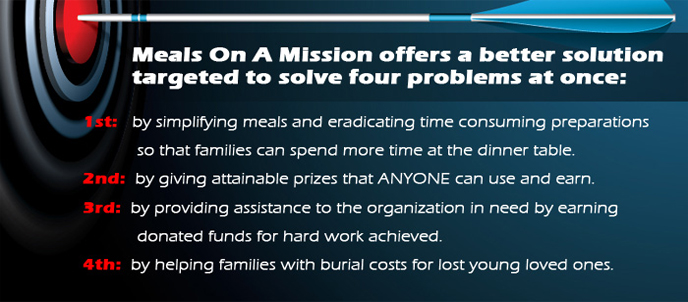 Meals On A Mission offers a better solution
targeted to solve four problems at once:
1st: by simplifying meals and eradicating time consuming preparations
so that families can spend more time at the dinner table.
2nd: by giving attainable prizes that ANYONE can use and earn.
3rd: by providing assistance to the organization in need by earning
donated funds for hard work achieved.
4th: by helping families with burial costs for lost young loved ones.